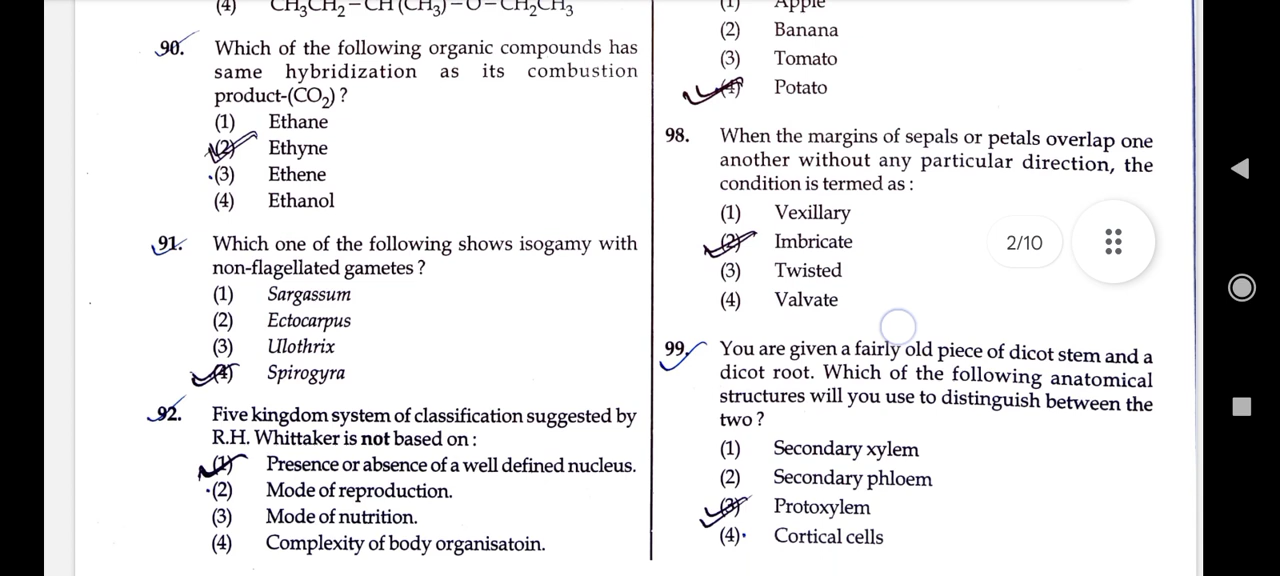 (4) CH3CH2–CH(CH3)–O–CH2CH3
90. Which of the following organic compounds has
same hybridization as its combustion
product-(CO2) ?
(1) Ethane
(2) Ethyne
(3) Ethene
(4) Ethanol
91. Which one of the following shows isogamy with
non-flagellated gametes ?
(1) Sargassum
(2) Ectocarpus
(3) Ulothrix
(4) Spirogyra
92. Five kingdom system of classification suggested by
R.H. Whittaker is not based on :
(1) Presence or absence of a well defined nucleus.
(2) Mode of reproduction.
(3) Mode of nutrition.
(4) Complexity of body organisatoin.
(1) Apple
(2) Banana
(3) Tomato
(4) Potato
98. When the margins of sepals or petals overlap one
another without any particular direction, the
condition is termed as :
(1) Vexillary
(2) Imbricate
(3) Twisted
(4) Valvate
99. You are given a fairly old piece of dicot stem and a
dicot root. Which of the following anatomical
structures will you use to distinguish between the
two ?
(1) Secondary xylem
(2) Secondary phloem
(3) Protoxylem
(4) Cortical cells
2/10